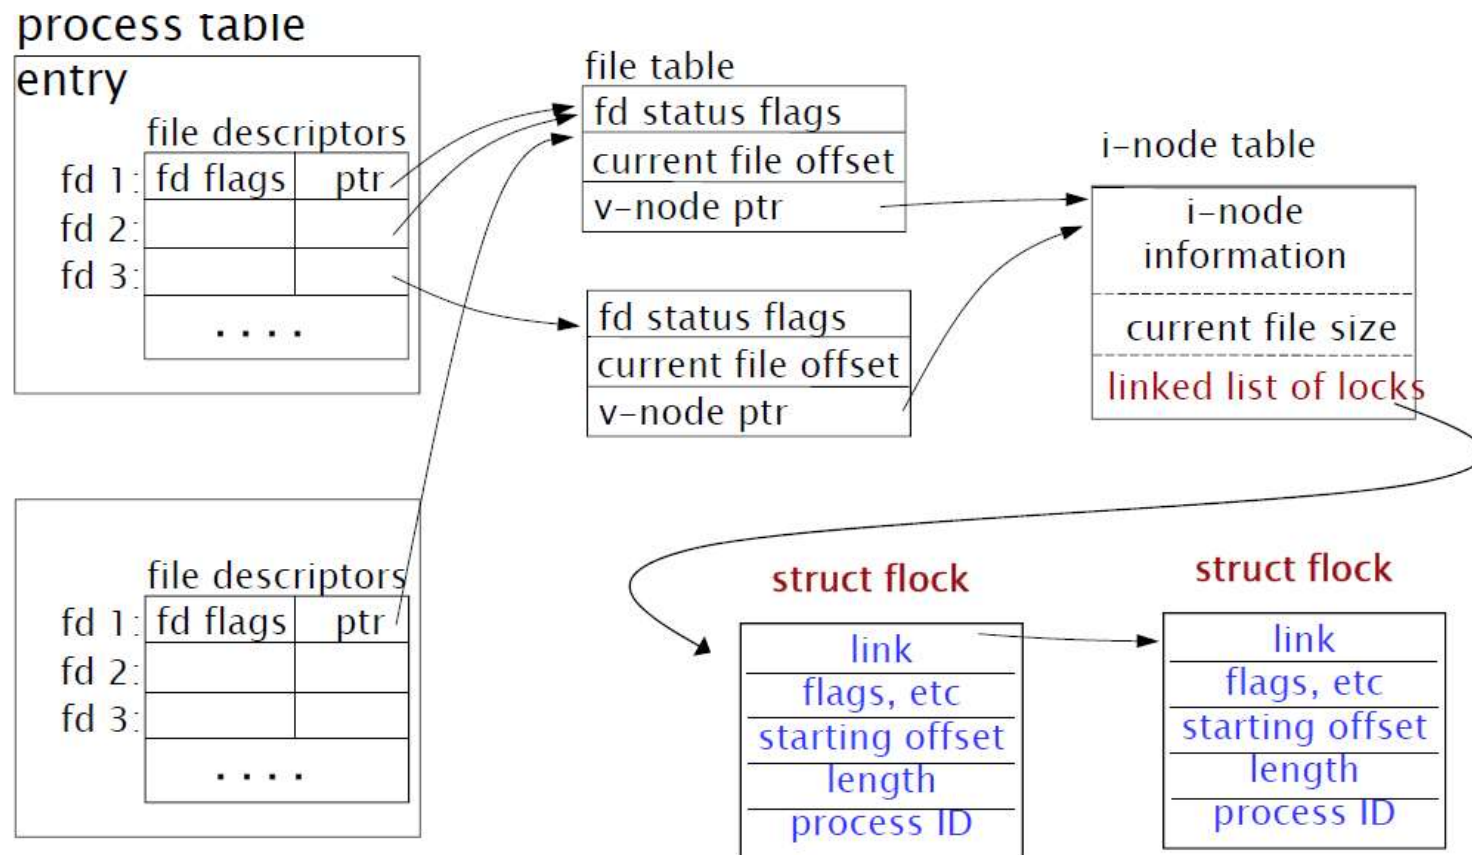 process table
entry
file descriptors
fd 1: fd flags ptr
fd 2:
fd 3:
....
file table
fd status flags
current file offset
v-node ptr
fd status flags
current file offset
v-node ptr
i-node table
i-node
information
current file size
linked list of locks
file descriptors
fd 1: fd flags ptr
fd 2:
fd 3:
....
struct flock
link
flags, etc
starting offset
length
process ID
struct flock
link
flags, etc
starting offset
length
process ID